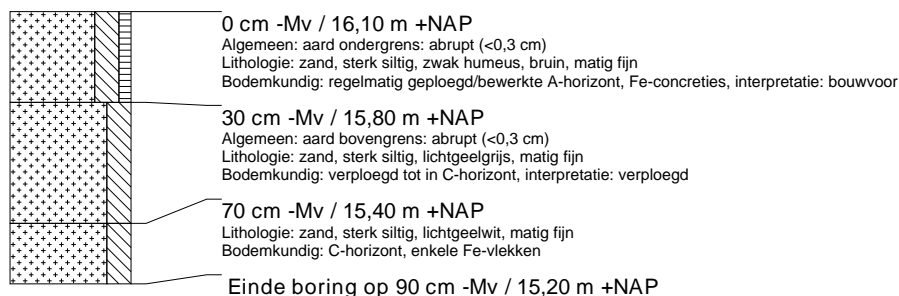 0 cm -Mv / 16,10 m +NAP
Algemeen: aard ondergrens: abrupt (<0,3 cm)
Lithologie: zand, sterk siltig, zwak humeus, bruin, matig fijn
Bodemkundig: regelmatig geploegd/bewerkte A-horizont, Fe-concreties, interpretatie: bouwvoor
30 cm -Mv / 15,80 m +NAP
Algemeen: aard bovengrens: abrupt (<0,3 cm)
Lithologie: zand, sterk siltig, lichtgeelgrijs, matig fijn
Bodemkundig: verploegd tot in C-horizont, interpretatie: verploegd
70 cm -Mv / 15,40 m +NAP
Lithologie: zand, sterk siltig, lichtgeelwit, matig fijn
Bodemkundig: C-horizont, enkele Fe-vlekken
Einde boring op 90 cm -Mv / 15,20 m +NAP